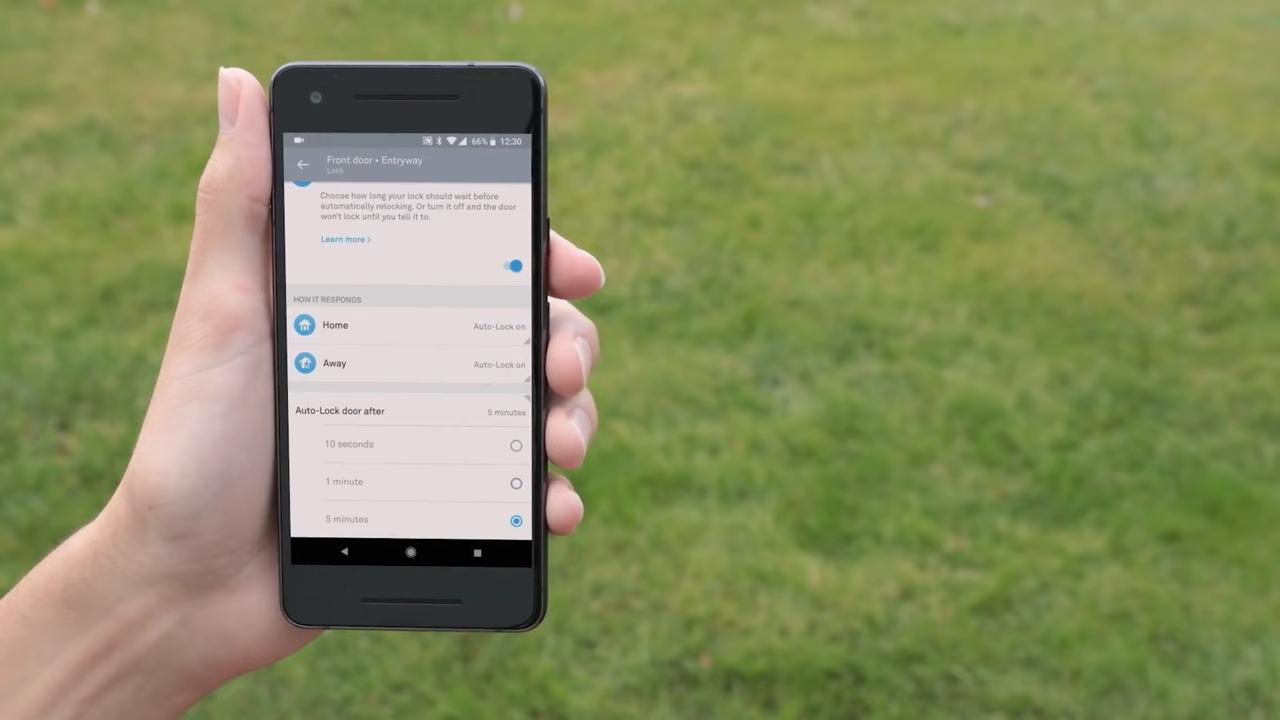 66% 12:30
Front door • Entryway
Lock
Choose how long your lock should wait before
automatically relocking. Or turn it off and the door
won't lock until you tell it to.
Learn more ›
HOW IT RESPONDS
Home Auto-Lock on
Away Auto-Lock on
Auto-Lock door after 5 minutes
10 seconds
1 minute
5 minutes